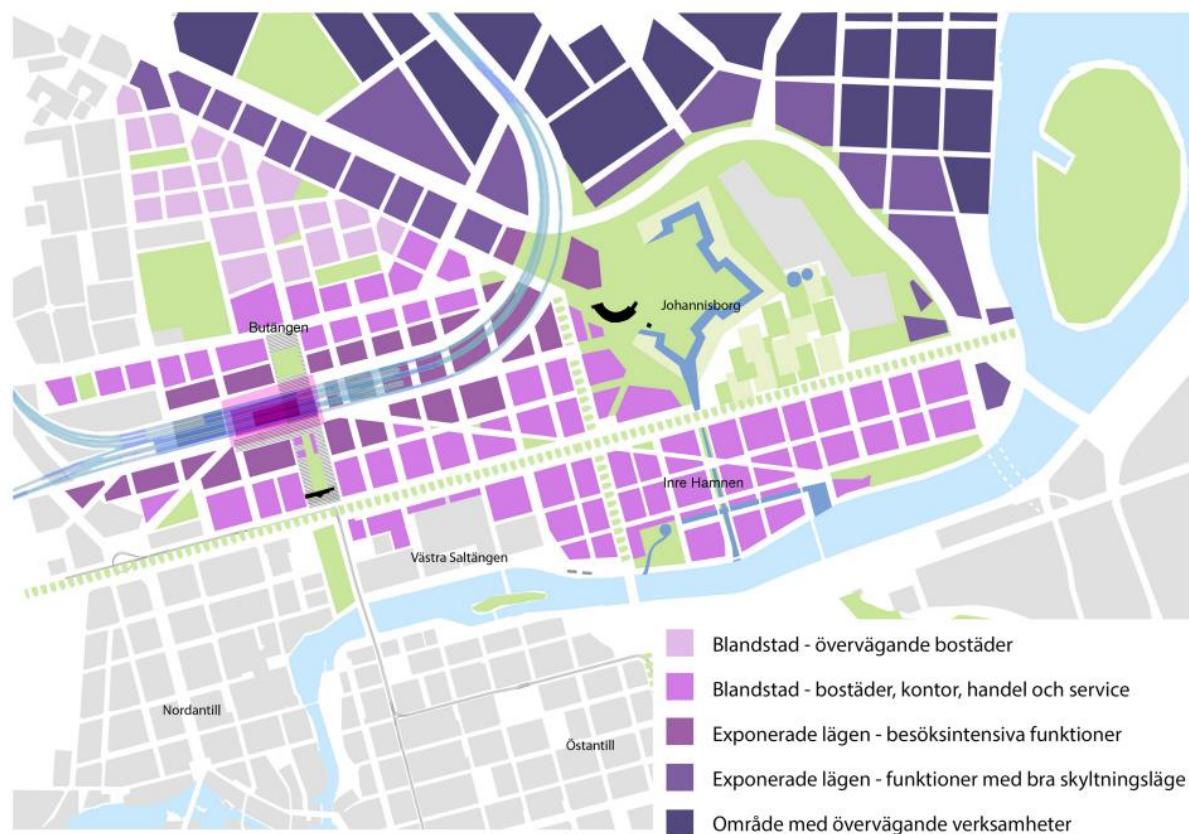 Johannisborg
Butängen
Inre Hamnen
Västra Saltängen
Nordantill
Östantill
Blandstad - övervägande bostäder
Blandstad - bostäder, kontor, handel och service
Exponerade lägen - besöksintensiva funktioner
Exponerade lägen - funktioner med bra skyltningsläge
Område med övervägande verksamheter